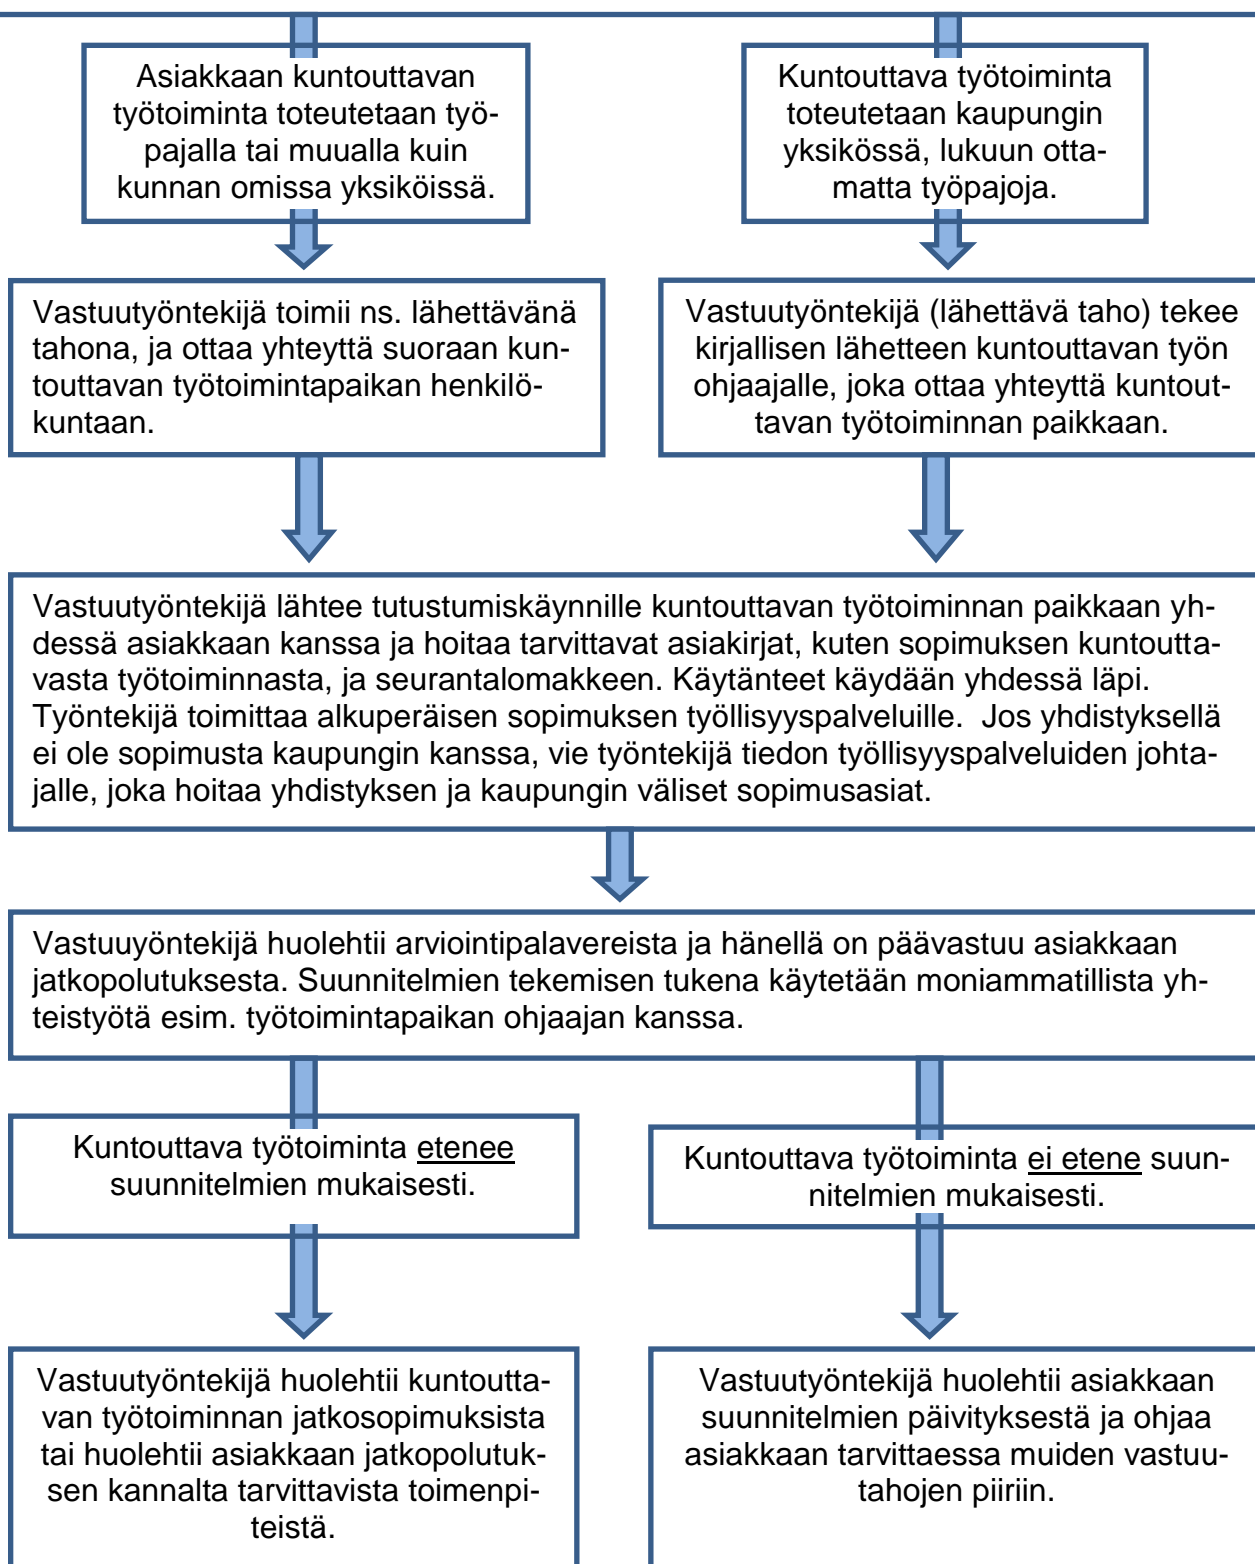 Asiakkaan kuntouttavan
työtoiminta toteutetaan työ-
pajalla tai muualla kuin
kunnan omissa yksiköissä.
Kuntouttava työtoiminta
toteutetaan kaupungin
yksikössä, lukuun otta-
matta työpajoja.
Vastuutyöntekijä toimii ns. lähettävänä
tahona, ja ottaa yhteyttä suoraan kun-
touttavan työtoimintapaikan henkilö-
kuntaan.
Vastuutyöntekijä (lähettävä taho) tekee
kirjallisen lähetteen kuntouttavan työn
ohjaajalle, joka ottaa yhteyttä kuntout-
tavan työtoiminnan paikkaan.
Vastuutyöntekijä lähtee tutustumiskäynnille kuntouttavan työtoiminnan paikkaan yh-
dessä asiakkaan kanssa ja hoitaa tarvittavat asiakirjat, kuten sopimuksen kuntoutta-
vasta työtoiminnasta, ja seurantalomakkeen. Käytänteet käydään yhdessä läpi.
Työntekijä toimittaa alkuperäisen sopimuksen työllisyyspalveluille.  Jos yhdistyksellä
ei ole sopimusta kaupungin kanssa, vie työntekijä tiedon työllisyyspalveluiden johta-
jalle, joka hoitaa yhdistyksen ja kaupungin väliset sopimusasiat.
Vastuuyöntekijä huolehtii arviointipalavereista ja hänellä on päävastuu asiakkaan
jatkopolutuksesta. Suunnitelmien tekemisen tukena käytetään moniammatillista yh-
teistyötä esim. työtoimintapaikan ohjaajan kanssa.
Kuntouttava työtoiminta etenee
suunnitelmien mukaisesti.
Kuntouttava työtoiminta ei etene suun-
nitelmien mukaisesti.
Vastuutyöntekijä huolehtii kuntoutta-
van työtoiminnan jatkosopimuksista
tai huolehtii asiakkaan jatkopolutuk-
sen kannalta tarvittavista toimenpi-
teistä.
Vastuutyöntekijä huolehtii asiakkaan
suunnitelmien päivityksestä ja ohjaa
asiakkaan tarvittaessa muiden vastuu-
tahojen piiriin.